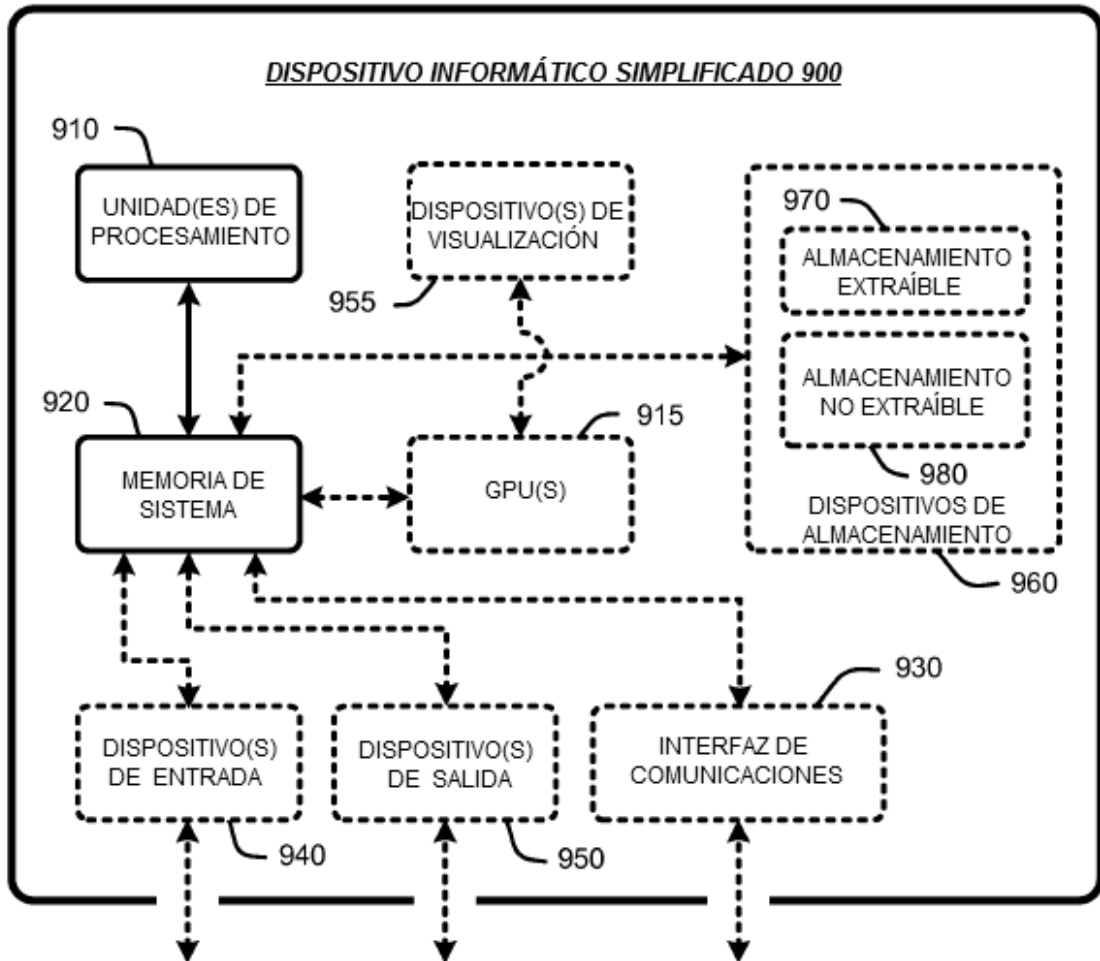 DISPOSITIVO INFORMÁTICO SIMPLIFICADO 900
910
UNIDAD(ES) DE
PROCESAMIENTO
DISPOSITIVO(S) DE
VISUALIZACIÓN
955
970
ALMACENAMIENTO
EXTRAÍBLE
ALMACENAMIENTO
NO EXTRAÍBLE
980
DISPOSITIVOS DE
ALMACENAMIENTO
960
920
MEMORIA DE
SISTEMA
915
GPU(S)
DISPOSITIVO(S)
DE ENTRADA
940
DISPOSITIVO(S)
DE SALIDA
950
930
INTERFAZ DE
COMUNICACIONES